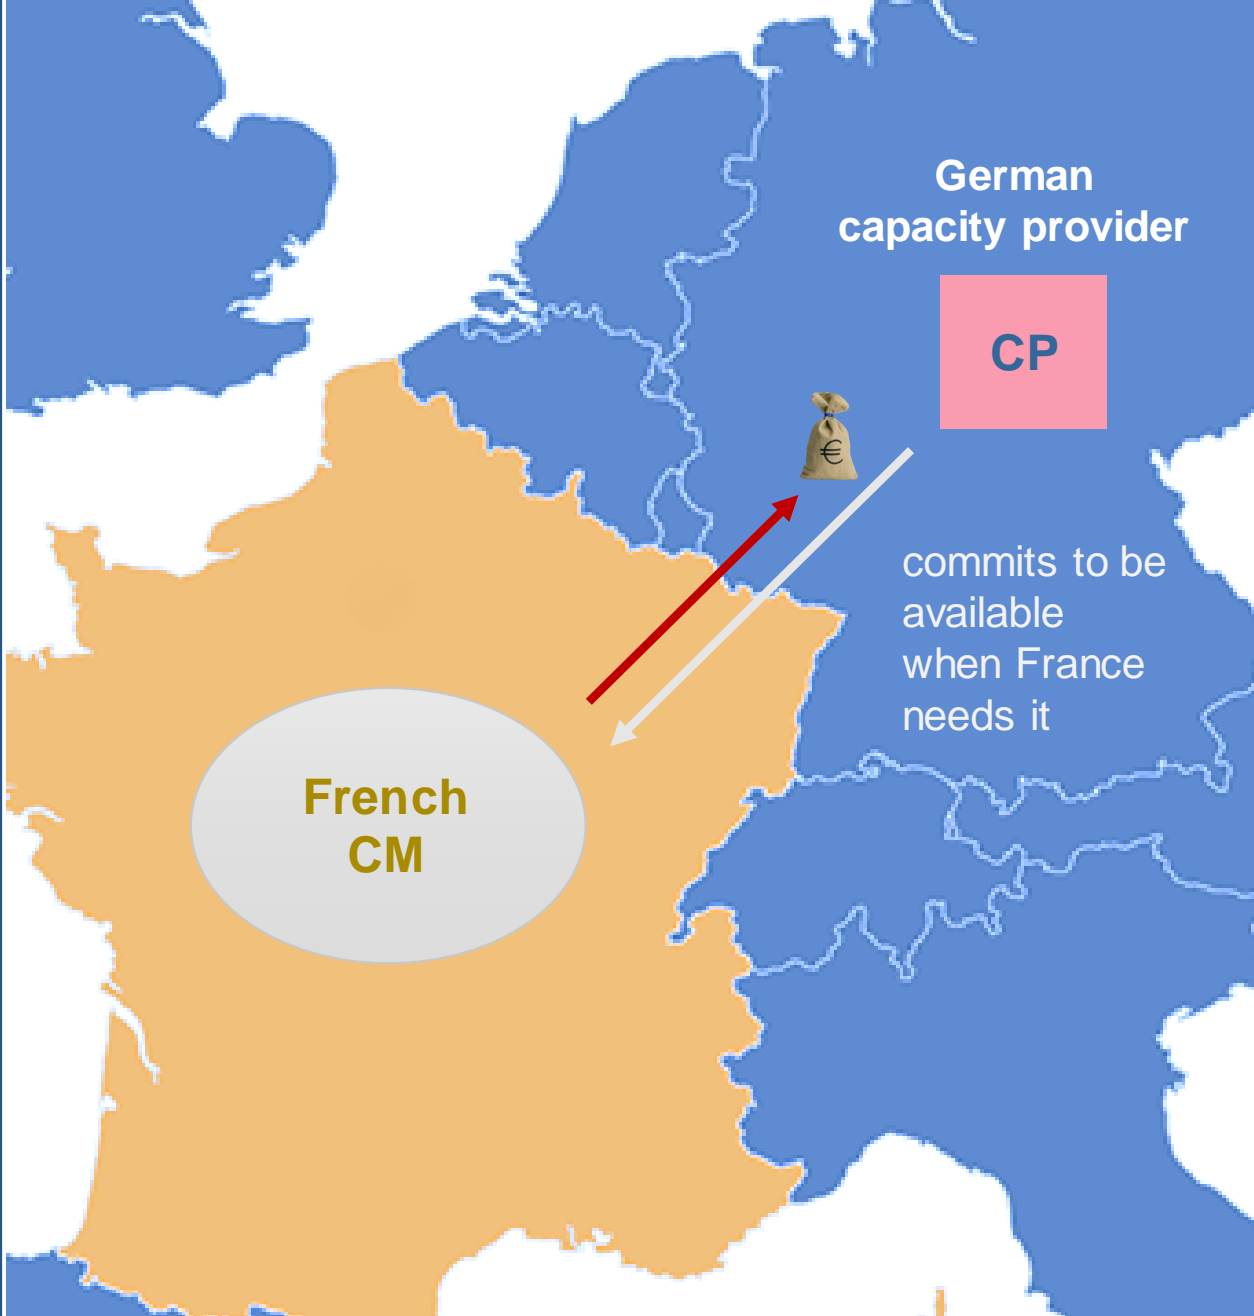 German
capacity provider
CP
€
commits to be
available
when France
needs it
French
CM